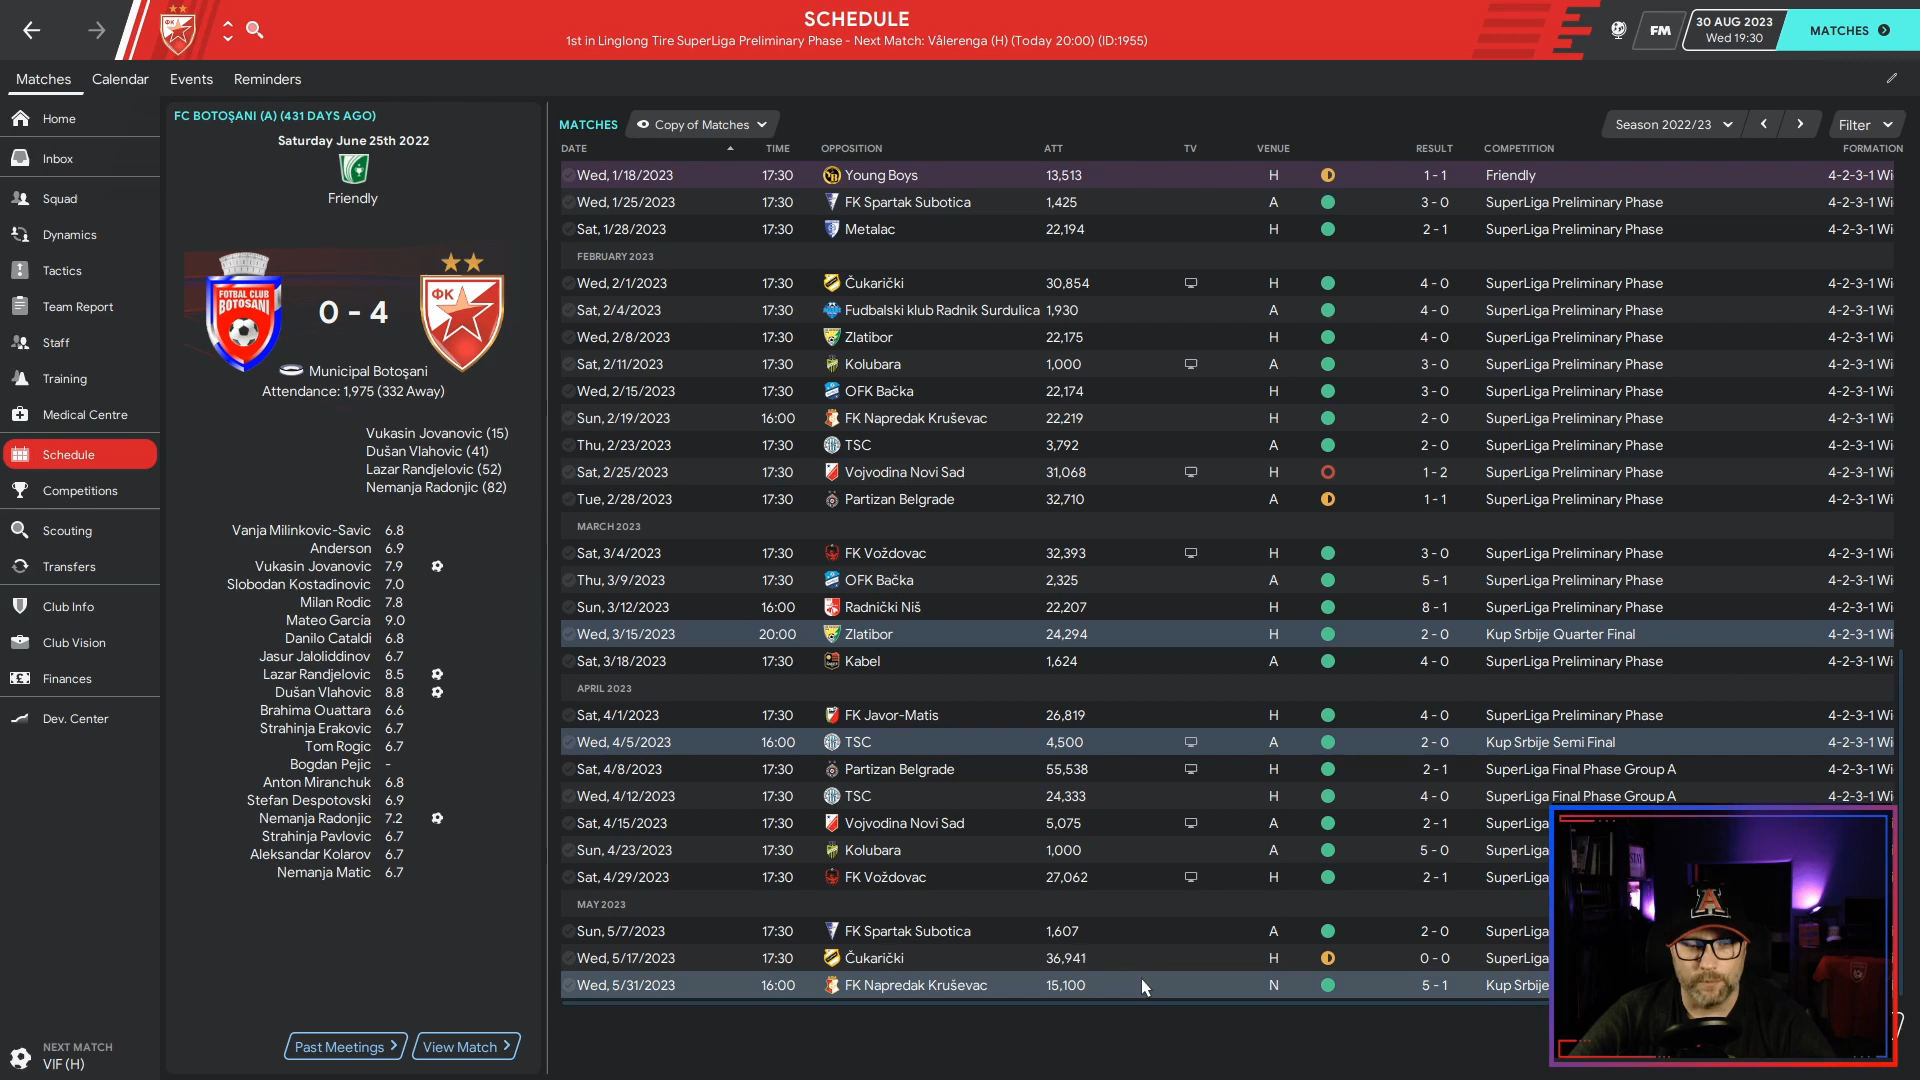 SCHEDULE
1st in Linglong Tire SuperLiga Preliminary Phase - Next Match: Vålerenga (H) (Today 20:00) (ID:1955)
FM
30 AUG 2023
Wed 19:30
MATCHES
Matches Calendar Events Reminders
Home
Inbox
Squad
Dynamics
Tactics
Team Report
Staff
Training
Medical Centre
Schedule
Competitions
Scouting
Transfers
Club Info
Club Vision
Finances
Dev. Center
NEXT MATCH
VIF (H)
FC BOTOŞANI (A) (431 DAYS AGO)
Saturday June 25th 2022
Friendly
FOTBAL CLUB
BOTOSANI
0 - 4
ФК
Municipal Botoşani
Attendance: 1,975 (332 Away)
Vukasin Jovanovic (15)
Dušan Vlahovic (41)
Lazar Randjelovic (52)
Nemanja Radonjic (82)
Vanja Milinkovic-Savic 6.8
Anderson 6.9
Vukasin Jovanovic 7.9
Slobodan Kostadinovic 7.0
Milan Rodic 7.8
Mateo García 9.0
Danilo Cataldi 6.8
Jasur Jaloliddinov 6.7
Lazar Randjelovic 8.5
Dušan Vlahovic 8.8
Brahima Ouattara 6.6
Strahinja Erakovic 6.7
Tom Rogic 6.7
Bogdan Pejic -
Anton Miranchuk 6.8
Stefan Despotovski 6.9
Nemanja Radonjic 7.2
Strahinja Pavlovic 6.7
Aleksandar Kolarov 6.7
Nemanja Matic 6.7
Past Meetings View Match
MATCHES Copy of Matches Season 2022/23 Filter
DATE TIME OPPOSITION ATT TV VENUE RESULT COMPETITION FORMATION
Wed, 1/18/2023 17:30 Young Boys 13,513 H 1 - 1 Friendly 4-2-3-1 Wi
Wed, 1/25/2023 17:30 FK Spartak Subotica 1,425 A 3 - 0 SuperLiga Preliminary Phase 4-2-3-1 Wi
Sat, 1/28/2023 17:30 Metalac 22,194 H 2 - 1 SuperLiga Preliminary Phase 4-2-3-1 Wi
FEBRUARY 2023
Wed, 2/1/2023 17:30 Čukarički 30,854 H 4 - 0 SuperLiga Preliminary Phase 4-2-3-1 Wi
Sat, 2/4/2023 17:30 Fudbalski klub Radnik Surdulica 1,930 A 4 - 0 SuperLiga Preliminary Phase 4-2-3-1 Wi
Wed, 2/8/2023 17:30 Zlatibor 22,175 H 4 - 0 SuperLiga Preliminary Phase 4-2-3-1 Wi
Sat, 2/11/2023 17:30 Kolubara 1,000 A 3 - 0 SuperLiga Preliminary Phase 4-2-3-1 Wi
Wed, 2/15/2023 17:30 OFK Bačka 22,174 H 3 - 0 SuperLiga Preliminary Phase 4-2-3-1 Wi
Sun, 2/19/2023 16:00 FK Napredak Kruševac 22,219 H 2 - 0 SuperLiga Preliminary Phase 4-2-3-1 Wi
Thu, 2/23/2023 17:30 TSC 3,792 A 2 - 0 SuperLiga Preliminary Phase 4-2-3-1 Wi
Sat, 2/25/2023 17:30 Vojvodina Novi Sad 31,068 H 1 - 2 SuperLiga Preliminary Phase 4-2-3-1 Wi
Tue, 2/28/2023 17:30 Partizan Belgrade 32,710 A 1 - 1 SuperLiga Preliminary Phase 4-2-3-1 Wi
MARCH 2023
Sat, 3/4/2023 17:30 FK Voždovac 32,393 H 3 - 0 SuperLiga Preliminary Phase 4-2-3-1 Wi
Thu, 3/9/2023 17:30 OFK Bačka 2,325 A 5 - 1 SuperLiga Preliminary Phase 4-2-3-1 Wi
Sun, 3/12/2023 16:00 Radnički Niš 22,207 H 8 - 1 SuperLiga Preliminary Phase 4-2-3-1 Wi
Wed, 3/15/2023 20:00 Zlatibor 24,294 H 2 - 0 Kup Srbije Quarter Final 4-2-3-1 Wi
Sat, 3/18/2023 17:30 Kabel 1,624 A 4 - 0 SuperLiga Preliminary Phase 4-2-3-1 Wi
APRIL 2023
Sat, 4/1/2023 17:30 FK Javor-Matis 26,819 H 4 - 0 SuperLiga Preliminary Phase 4-2-3-1 Wi
Wed, 4/5/2023 16:00 TSC 4,500 A 2 - 0 Kup Srbije Semi Final 4-2-3-1 Wi
Sat, 4/8/2023 17:30 Partizan Belgrade 55,538 H 2 - 1 SuperLiga Final Phase Group A 4-2-3-1 Wi
Wed, 4/12/2023 17:30 TSC 24,333 H 4 - 0 SuperLiga Final Phase Group A 4-2-3-1 Wi
Sat, 4/15/2023 17:30 Vojvodina Novi Sad 5,075 A 2 - 1 SuperLiga
Sun, 4/23/2023 17:30 Kolubara 1,000 A 5 - 0 SuperLiga
Sat, 4/29/2023 17:30 FK Voždovac 27,062 H 2 - 1 SuperLiga
MAY 2023
Sun, 5/7/2023 17:30 FK Spartak Subotica 1,607 A 2 - 0 SuperLiga
Wed, 5/17/2023 17:30 Čukarički 36,941 H 0 - 0 SuperLiga
Wed, 5/31/2023 16:00 FK Napredak Kruševac 15,100 N 5 - 1 Kup Srbije
A